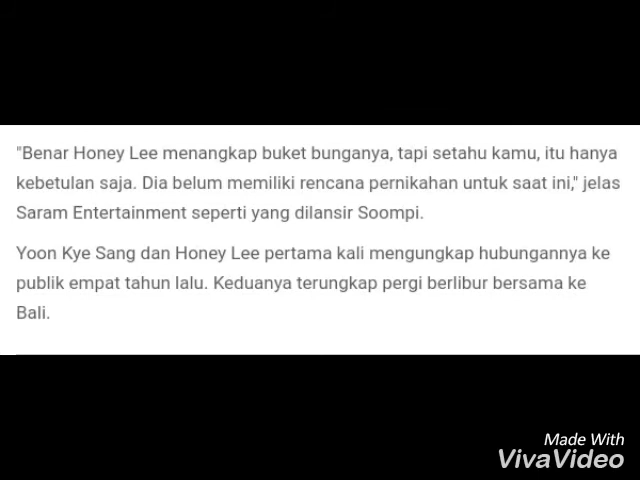 "Benar Honey Lee menangkap buket bunganya, tapi setahu kamu, itu hanya
kebetulan saja. Dia belum memiliki rencana pernikahan untuk saat ini," jelas
Saram Entertainment seperti yang dilansir Soompi.
Yoon Kye Sang dan Honey Lee pertama kali mengungkap hubungannya ke
publik empat tahun lalu. Keduanya terungkap pergi berlibur bersama ke
Bali.
Made With
VivaVideo